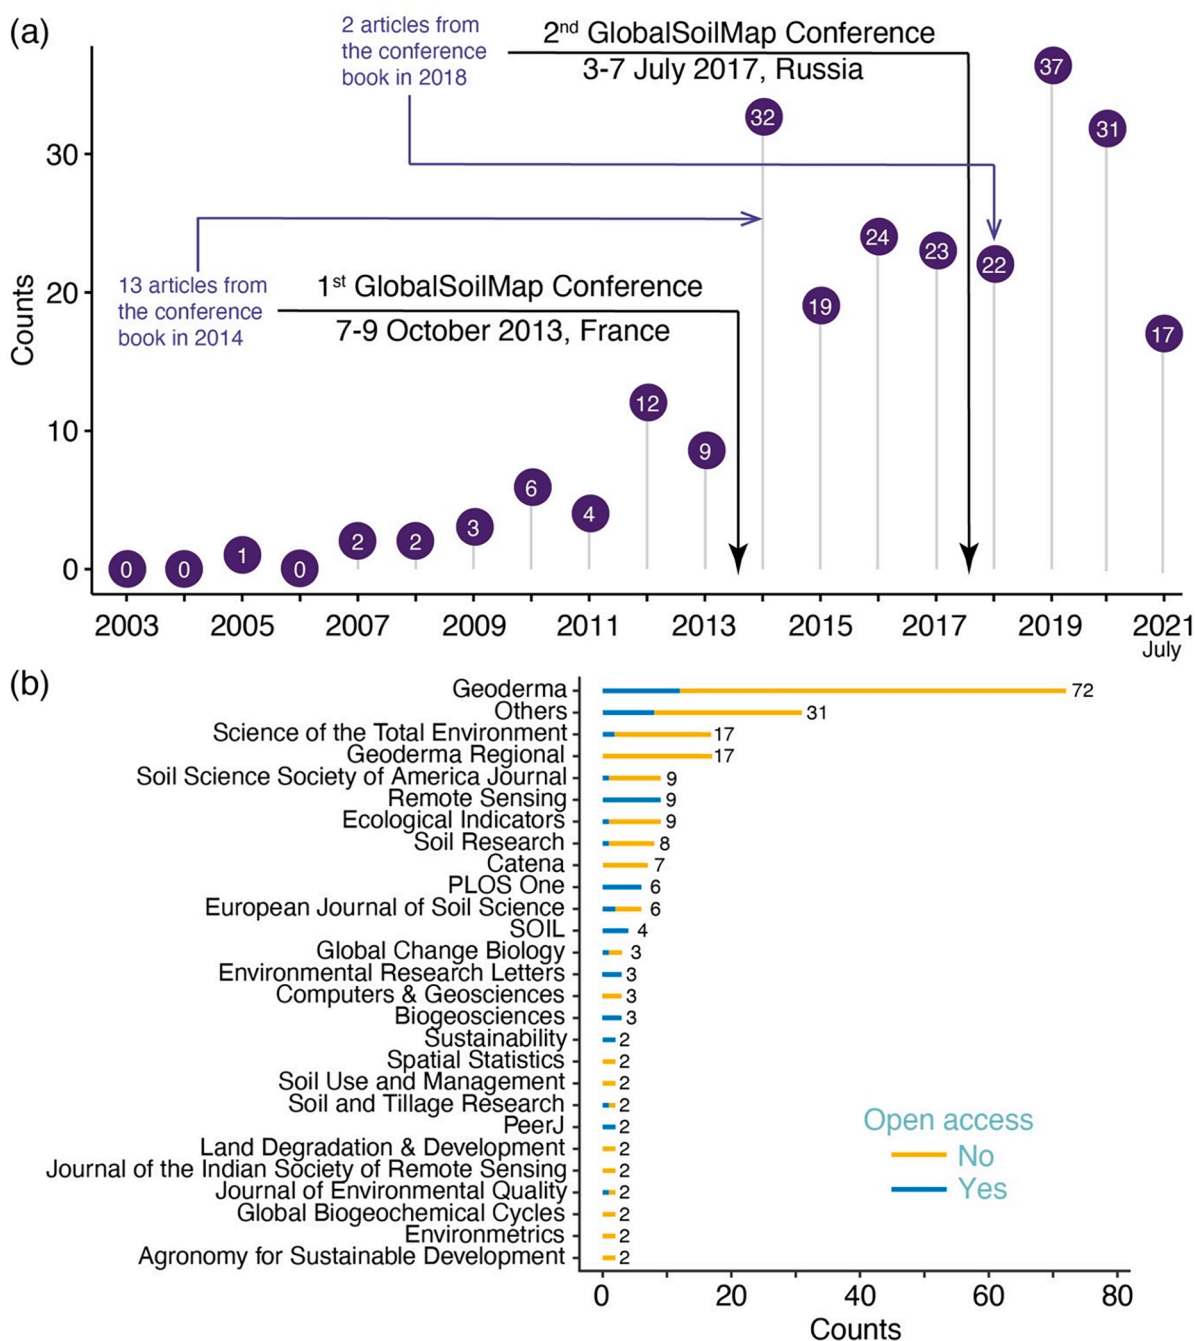 (a)
2 articles from
the conference
book in 2018
2nd GlobalSoilMap Conference
3-7 July 2017, Russia
13 articles from
the conference
book in 2014
1st GlobalSoilMap Conference
7-9 October 2013, France
Counts
30
20
10
0
0
0
1
0
2
2
3
6
4
12
9
32
19
24
23
22
37
31
17
2003
2005
2007
2009
2011
2013
2015
2017
2019
2021
July
(b)
Geoderma 72
Others 31
Science of the Total Environment 17
Geoderma Regional 17
Soil Science Society of America Journal 9
Remote Sensing 9
Ecological Indicators 9
Soil Research 8
Catena 7
PLOS One 6
European Journal of Soil Science 6
SOIL 4
Global Change Biology 3
Environmental Research Letters 3
Computers & Geosciences 3
Biogeosciences 3
Sustainability 2
Spatial Statistics 2
Soil Use and Management 2
Soil and Tillage Research 2
PeerJ 2
Land Degradation & Development 2
Journal of the Indian Society of Remote Sensing 2
Journal of Environmental Quality 2
Global Biogeochemical Cycles 2
Environmetrics 2
Agronomy for Sustainable Development 2
Open access
No
Yes
0 20 40 60 80
Counts